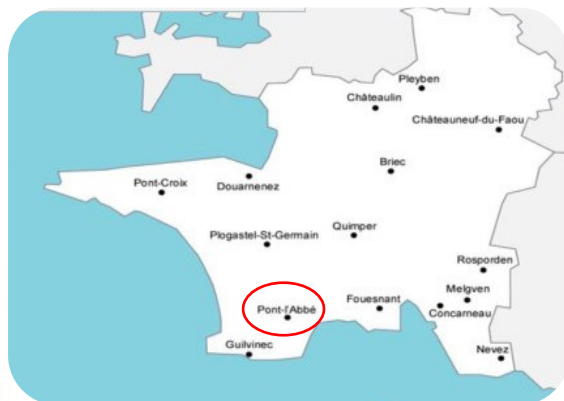 Pleyben
Châteaulin
Châteauneuf-du-Faou
Briec
Pont-Croix
Douarnenez
Plogastel-St-Germain
Quimper
Rosporden
Melgven
Pont-l'Abbé
Fouesnant
Concarneau
Guilvinec
Nevez